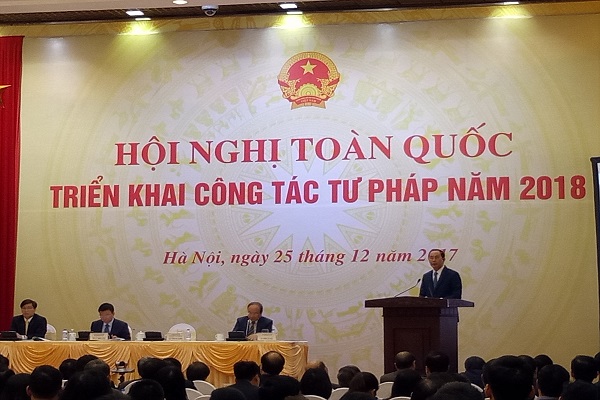 HỘI NGHỊ TOÀN QUỐC
TRIỂN KHAI CÔNG TÁC TƯ PHÁP NĂM 2018
Hà Nội, ngày 25 tháng 12 năm 2017